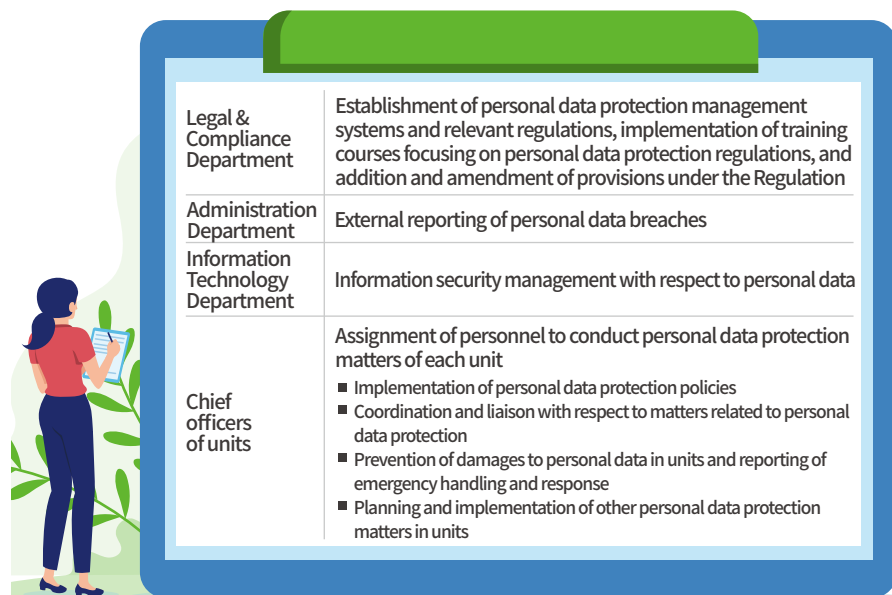 Legal &
Compliance
Department
Establishment of personal data protection management
systems and relevant regulations, implementation of training
courses focusing on personal data protection regulations, and
addition and amendment of provisions under the Regulation
Administration
Department
External reporting of personal data breaches
Information
Technology
Department
Information security management with respect to personal data
Chief
officers
of units
Assignment of personnel to conduct personal data protection
matters of each unit
■ Implementation of personal data protection policies
■ Coordination and liaison with respect to matters related to personal
data protection
■ Prevention of damages to personal data in units and reporting of
emergency handling and response
■ Planning and implementation of other personal data protection
matters in units